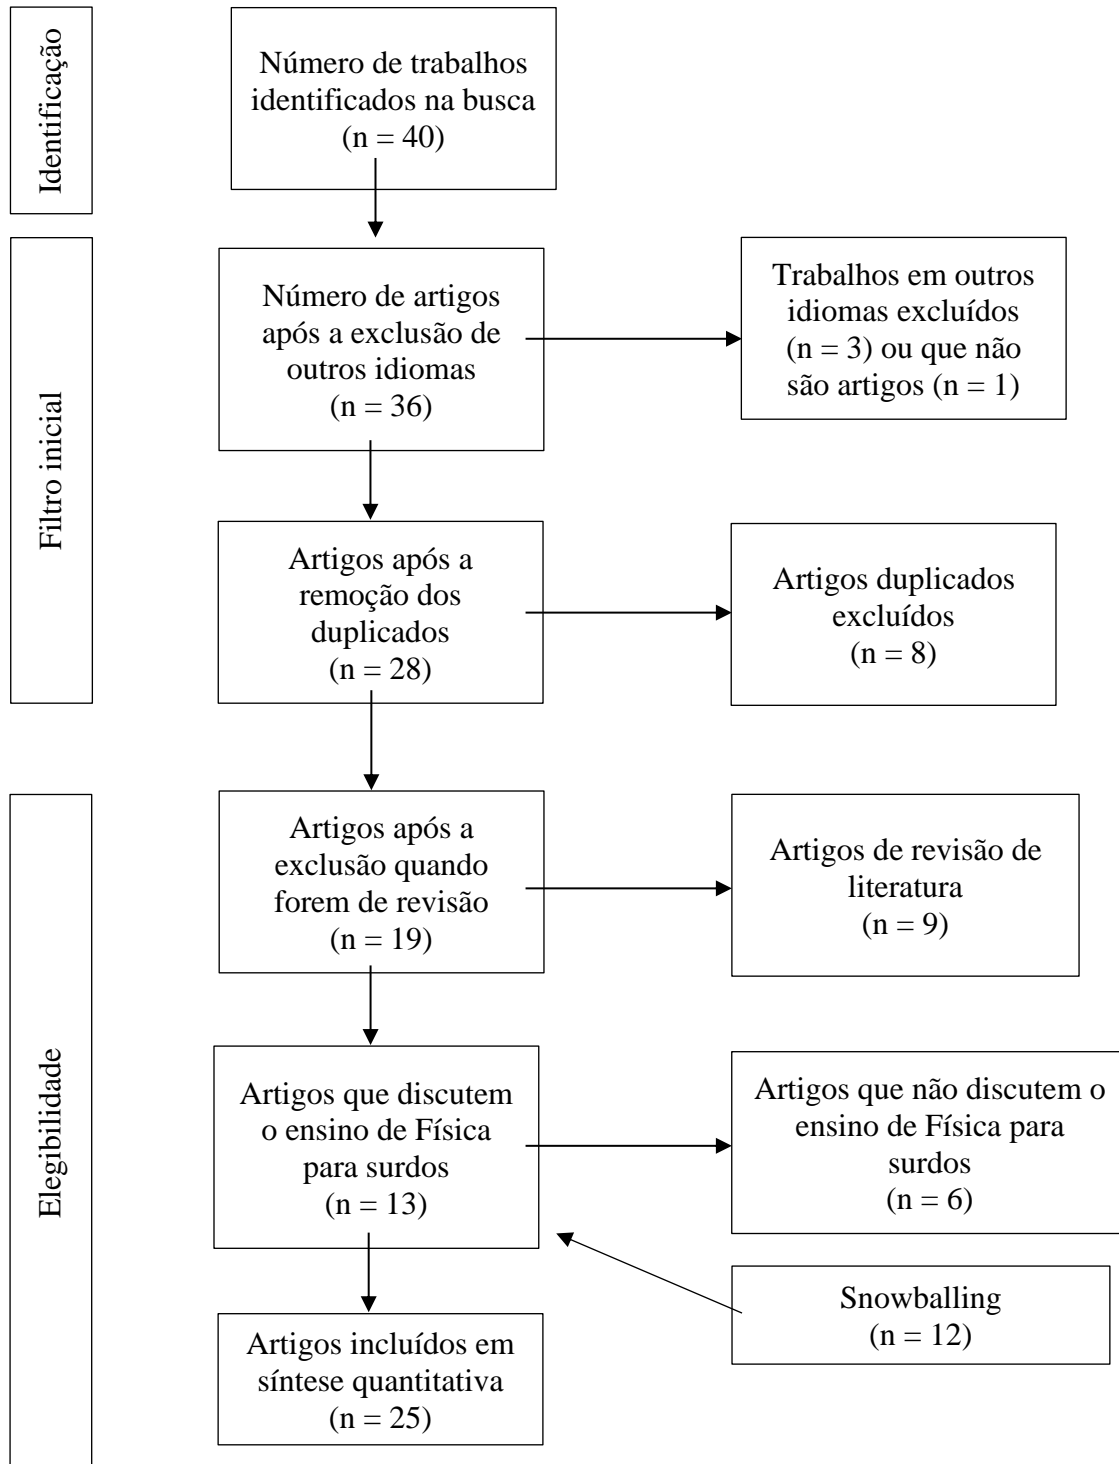 Identificação
Número de trabalhos
identificados na busca
(n = 40)
Filtro inicial
Número de artigos
após a exclusão de
outros idiomas
(n = 36)
Trabalhos em outros
idiomas excluídos
(n = 3) ou que não
são artigos (n = 1)
Artigos após a
remoção dos
duplicados
(n = 28)
Artigos duplicados
excluídos
(n = 8)
Elegibilidade
Artigos após a
exclusão quando
forem de revisão
(n = 19)
Artigos de revisão de
literatura
(n = 9)
Artigos que discutem
o ensino de Física
para surdos
(n = 13)
Artigos que não discutem o
ensino de Física para
surdos
(n = 6)
Snowballing
(n = 12)
Artigos incluídos em
síntese quantitativa
(n = 25)